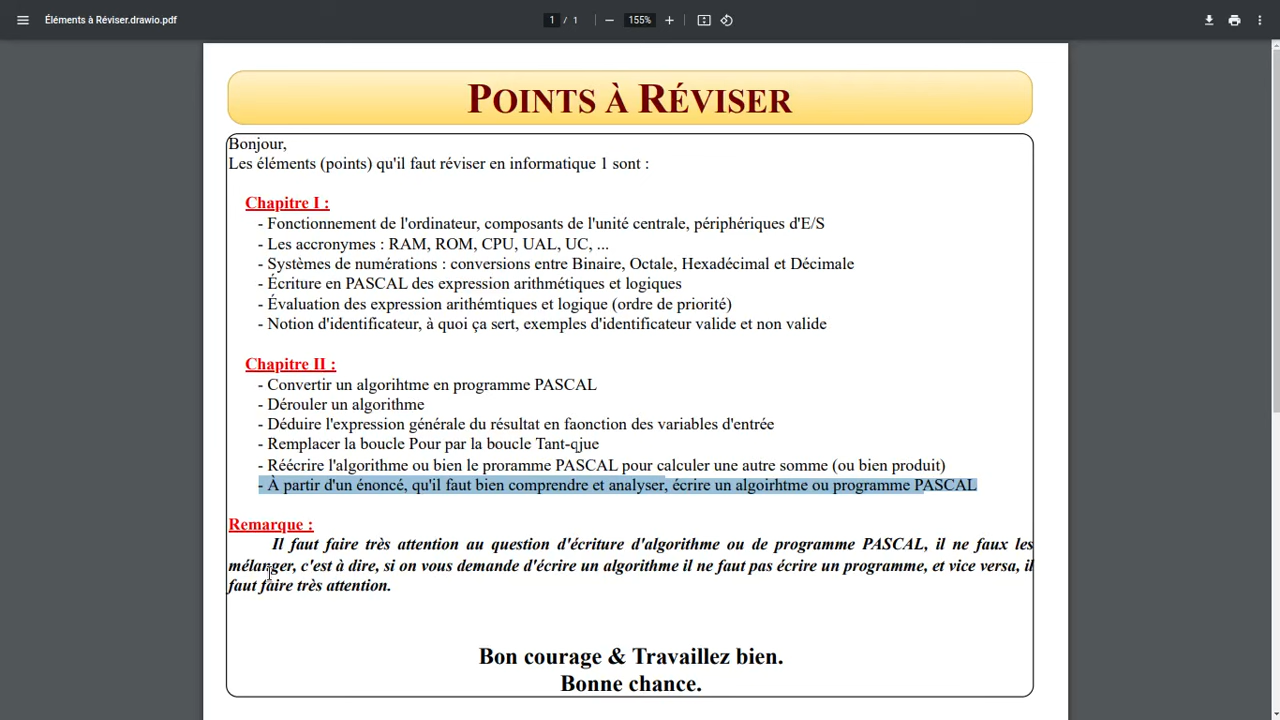 Éléments à Réviser.drawio.pdf
1 / 1
155%
POINTS À RÉVISER
Bonjour,
Les éléments (points) qu'il faut réviser en informatique 1 sont :
Chapitre I :
- Fonctionnement de l'ordinateur, composants de l'unité centrale, périphériques d'E/S
- Les accronymes : RAM, ROM, CPU, UAL, UC, ...
- Systèmes de numérations : conversions entre Binaire, Octale, Hexadécimal et Décimale
- Écriture en PASCAL des expression arithmétiques et logiques
- Évaluation des expression arithémtiques et logique (ordre de priorité)
- Notion d'identificateur, à quoi ça sert, exemples d'identificateur valide et non valide
Chapitre II :
- Convertir un algorihtme en programme PASCAL
- Dérouler un algorithme
- Déduire l'expression générale du résultat en faonction des variables d'entrée
- Remplacer la boucle Pour par la boucle Tant-qjue
- Réécrire l'algorithme ou bien le proramme PASCAL pour calculer une autre somme (ou bien produit)
- À partir d'un énoncé, qu'il faut bien comprendre et analyser, écrire un algoirhtme ou programme PASCAL
Remarque :
Il faut faire très attention au question d'écriture d'algorithme ou de programme PASCAL, il ne faux les
mélanger, c'est à dire, si on vous demande d'écrire un algorithme il ne faut pas écrire un programme, et vice versa, il
faut faire très attention.
Bon courage & Travaillez bien.
Bonne chance.